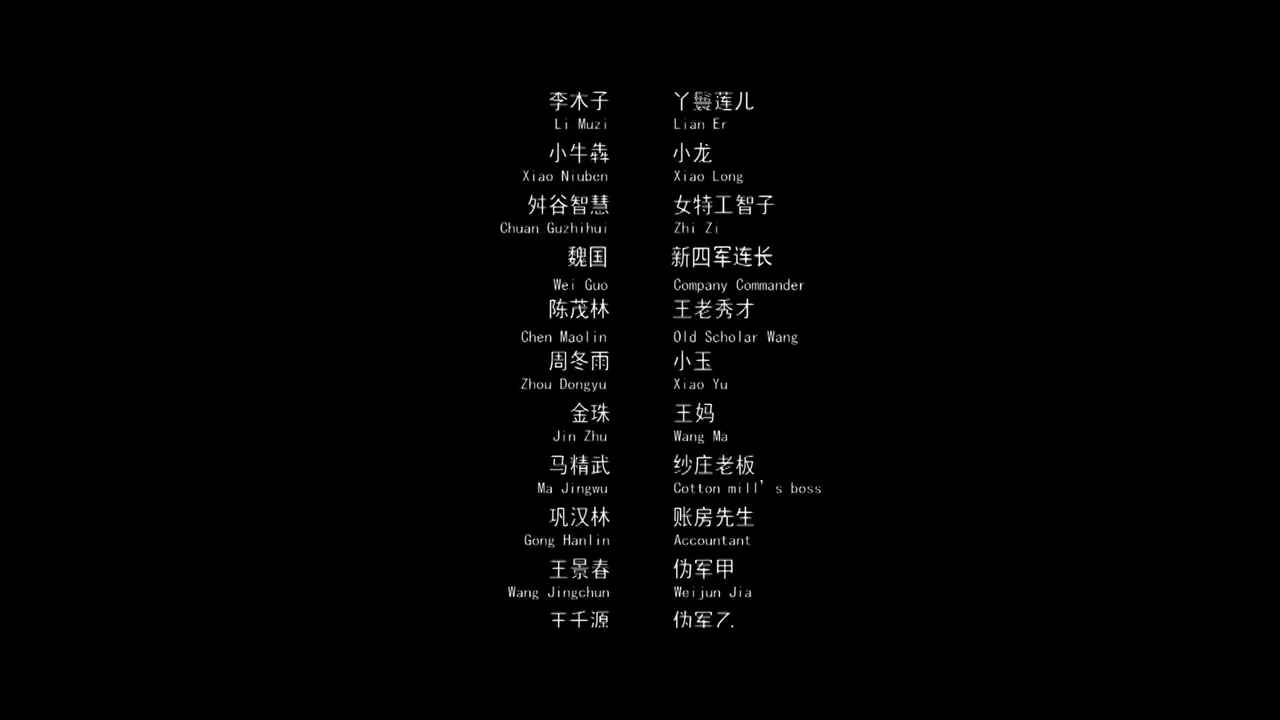 李木子 丫鬟莲儿
Li Muzi Lian Er
小牛犇 小龙
Xiao Niuben Xiao Long
舛谷智慧 女特工智子
Chuan Guzhihui Zhi Zi
魏国 新四军连长
Wei Guo Company Commander
陈茂林 王老秀才
Chen Maolin Old Scholar Wang
周冬雨 小玉
Zhou Dongyu Xiao Yu
金珠 王妈
Jin Zhu Wang Ma
马精武 纱庄老板
Ma Jingwu Cotton mill’s boss
巩汉林 账房先生
Gong Hanlin Accountant
王景春 伪军甲
Wang Jingchun Weijun Jia
王千源 伪军乙